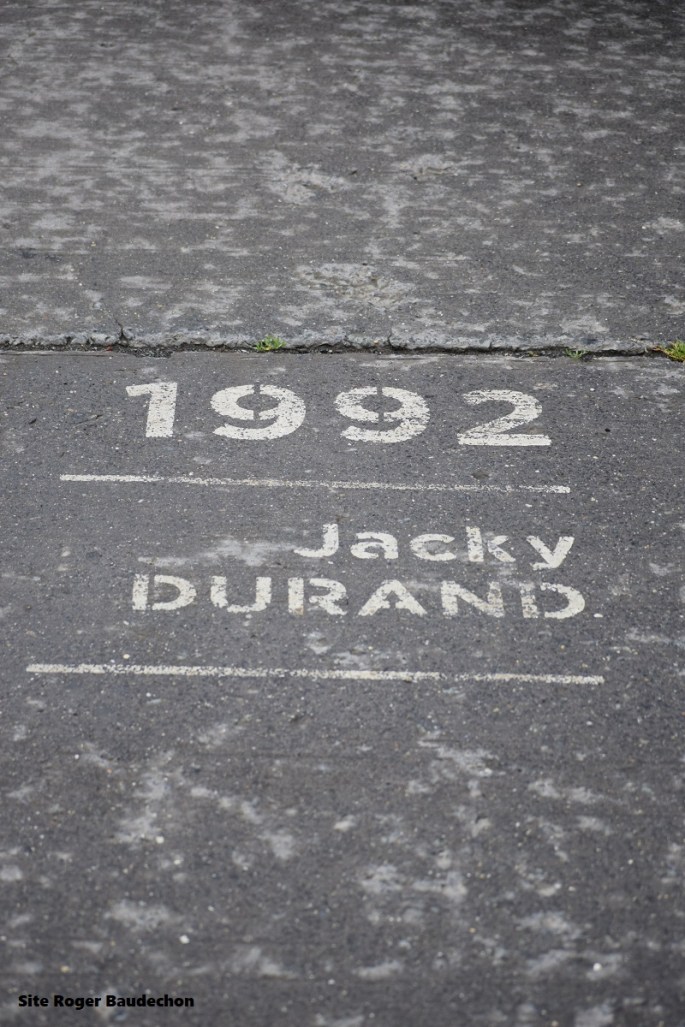 1992
Jacky
DURAND
Site Roger Baudechon